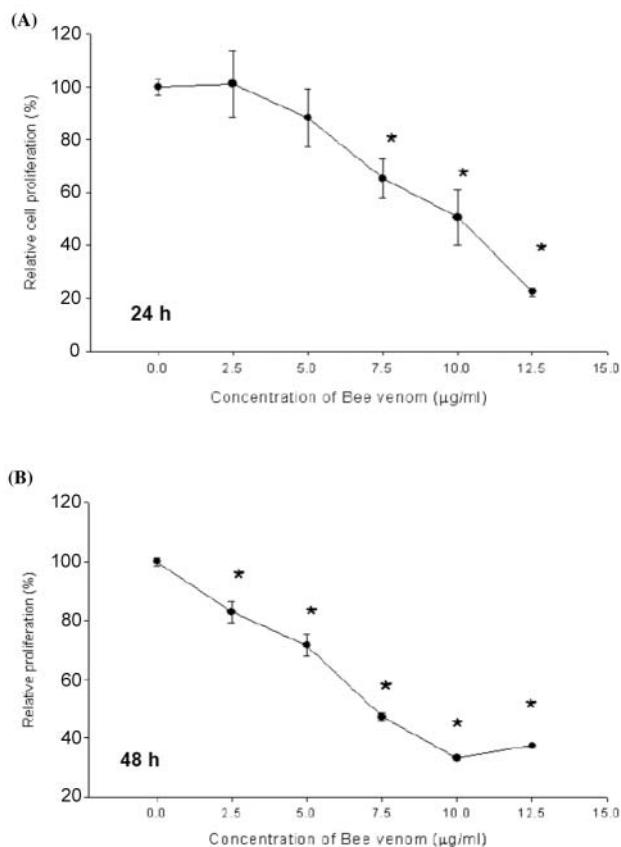 (A)
120
100
80
60
40
20
0
Relative cell proliferation (%)
*
*
*
24 h
0.0 2.5 5.0 7.5 10.0 12.5 15.0
Concentration of Bee venom (μg/ml)
(B)
120
100
80
60
40
20
Relative proliferation (%)
*
*
*
*
*
48 h
0.0 2.5 5.0 7.5 10.0 12.5 15.0
Concentration of Bee venom (μg/ml)